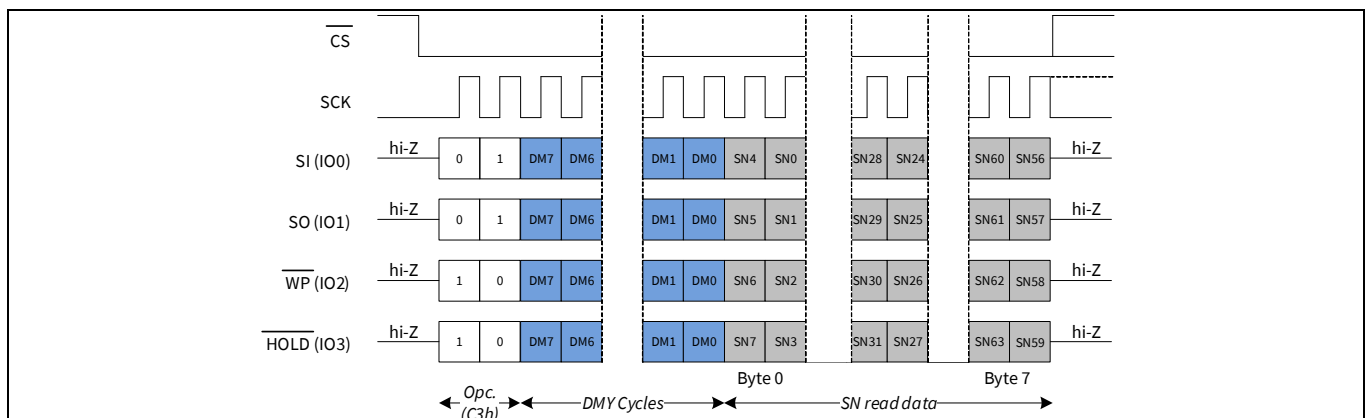 CS
SCK
SI (IO0) hi-Z 0 1 DM7 DM6 DM1 DM0 SN4 SN0 SN28 SN24 SN60 SN56 hi-Z
SO (IO1) hi-Z 0 1 DM7 DM6 DM1 DM0 SN5 SN1 SN29 SN25 SN61 SN57 hi-Z
WP (IO2) hi-Z 1 0 DM7 DM6 DM1 DM0 SN6 SN2 SN30 SN26 SN62 SN58 hi-Z
HOLD (IO3) hi-Z 1 0 DM7 DM6 DM1 DM0 SN7 SN3 SN31 SN27 SN63 SN59 hi-Z
Byte 0 Byte 7
Opc. DMY Cycles SN read data
(C3h)